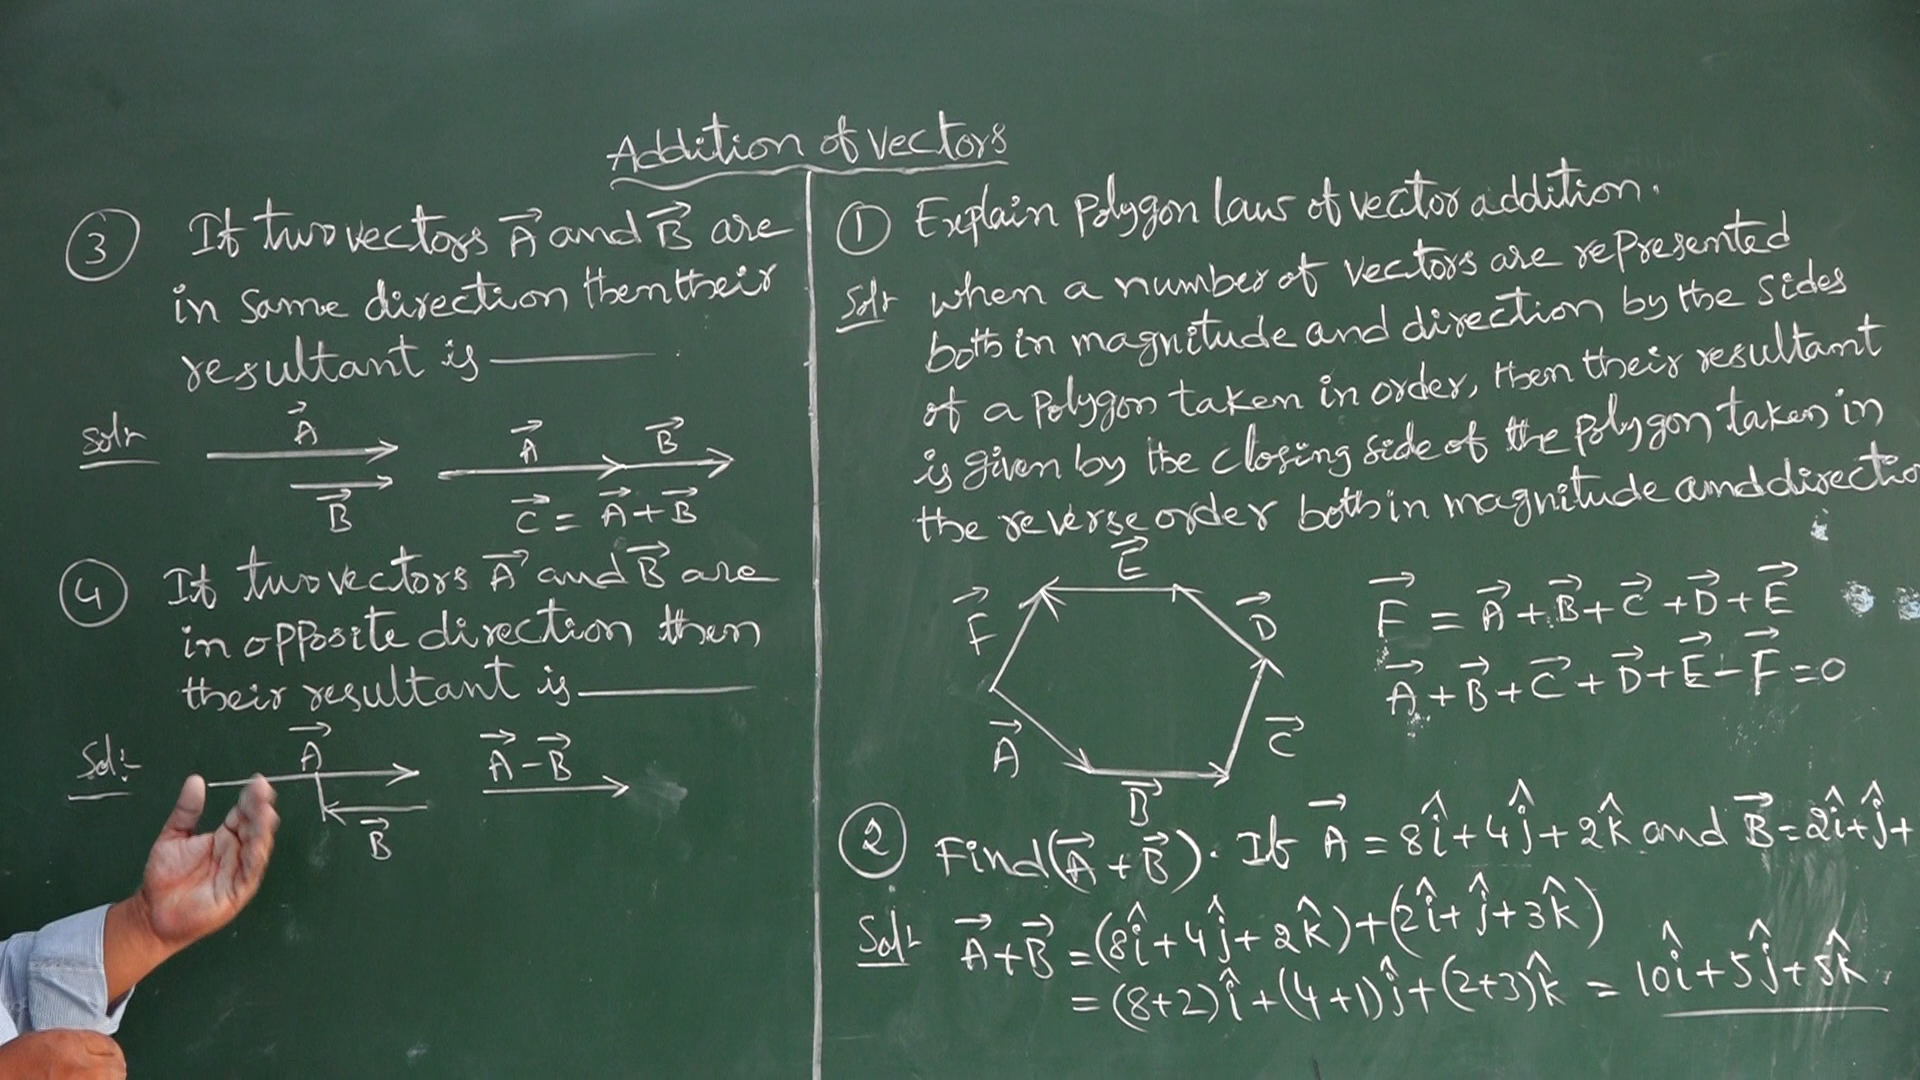 Addition of vectors
③ If two vectors A⃗ and B⃗ are
in same direction then their
resultant is ______ .
Solr
A⃗
B⃗
A⃗ B⃗
C⃗ = A⃗ + B⃗
④ If two vectors A⃗ and B⃗ are
in opposite direction then
their resultant is ______
Sol:
A⃗
B⃗
A⃗ - B⃗
① Explain Polygon law of vector addition.
Solr when a number of vectors are represented
both in magnitude and direction by the sides
of a Polygon taken in order, then their resultant
is given by the closing side of the Polygon taken in
the reverse order both in magnitude and directio
E⃗
F⃗
D⃗
A⃗
C⃗
B⃗
F⃗ = A⃗ + B⃗ + C⃗ + D⃗ + E⃗
A⃗ + B⃗ + C⃗ + D⃗ + E⃗ - F⃗ = 0
② Find (A⃗ + B⃗). If A⃗ = 8î + 4ĵ + 2k̂ and B⃗ = 2î + ĵ +
Solr A⃗ + B⃗ = (8î + 4ĵ + 2k̂) + (2î + ĵ + 3k̂)
= (8+2)î + (4+1)ĵ + (2+3)k̂ = 10î + 5ĵ + 5k̂.